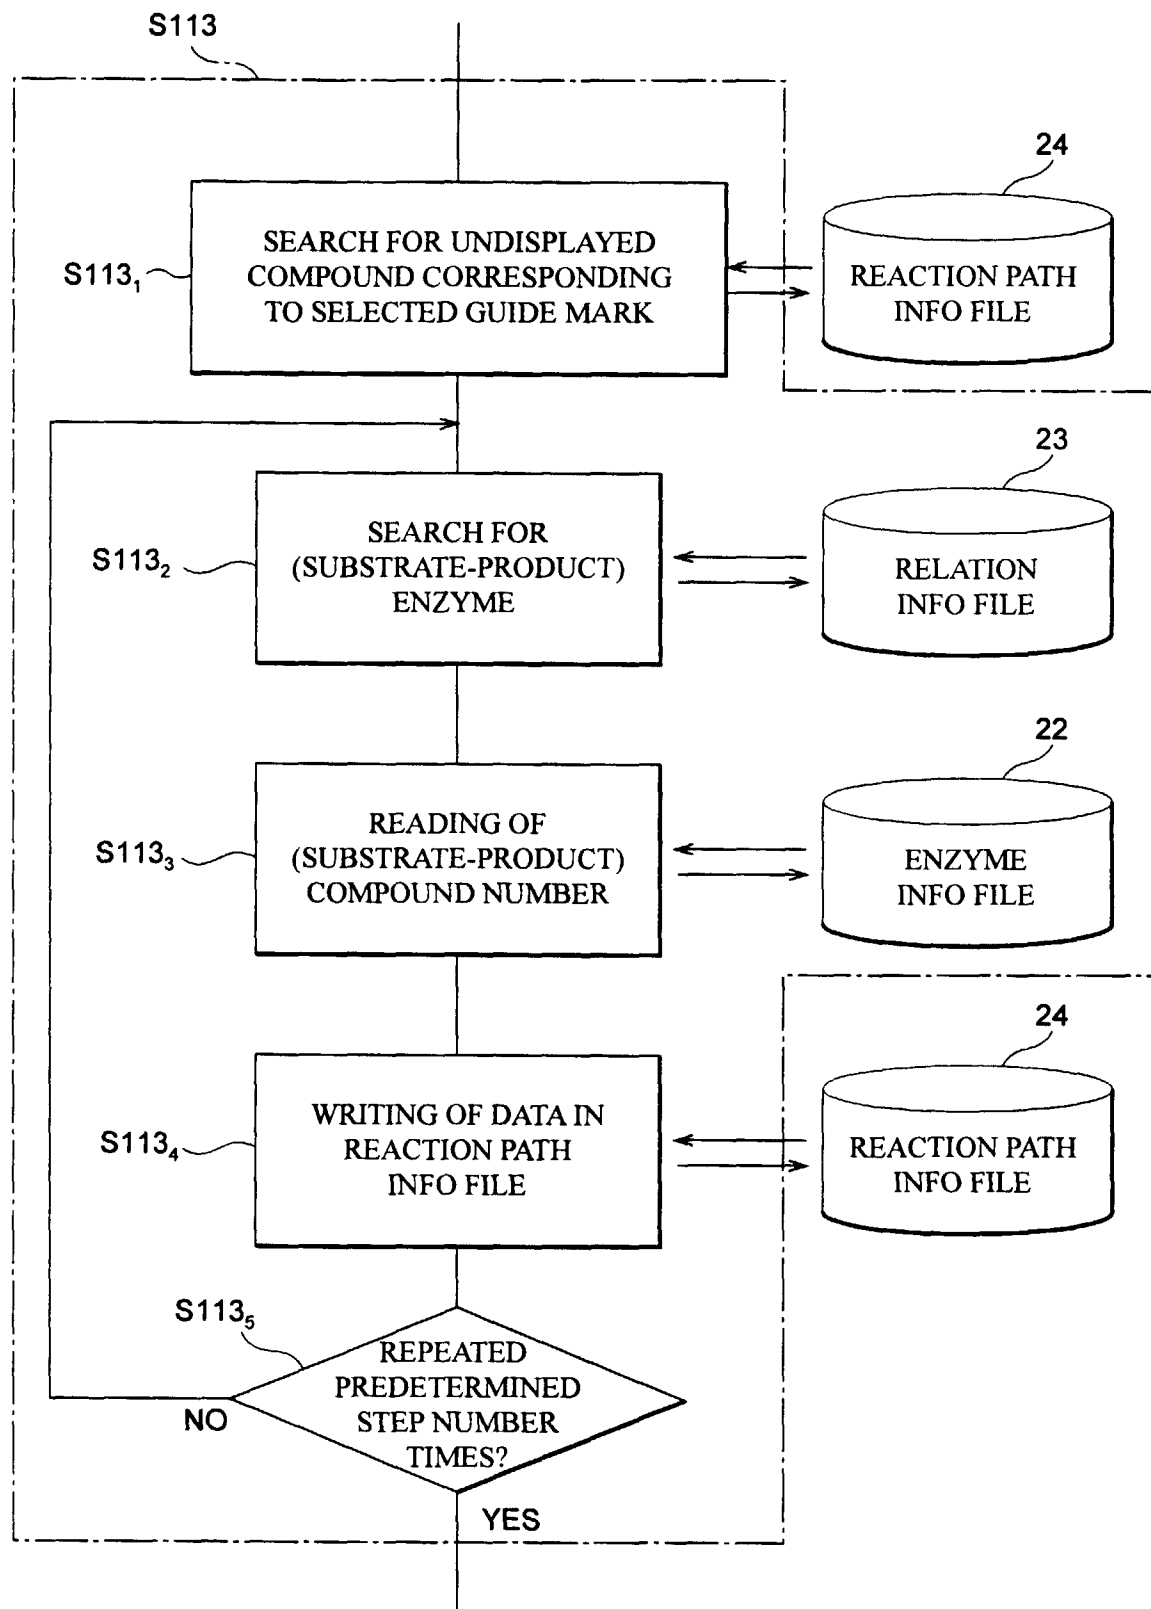 S113
24
SEARCH FOR UNDISPLAYED
COMPOUND CORRESPONDING
TO SELECTED GUIDE MARK
S113₁
REACTION PATH
INFO FILE
23
SEARCH FOR
(SUBSTRATE-PRODUCT)
ENZYME
S113₂
RELATION
INFO FILE
22
READING OF
(SUBSTRATE-PRODUCT)
COMPOUND NUMBER
S113₃
ENZYME
INFO FILE
24
WRITING OF DATA IN
REACTION PATH
INFO FILE
S113₄
REACTION PATH
INFO FILE
S113₅
REPEATED
PREDETERMINED
STEP NUMBER
TIMES?
NO
YES